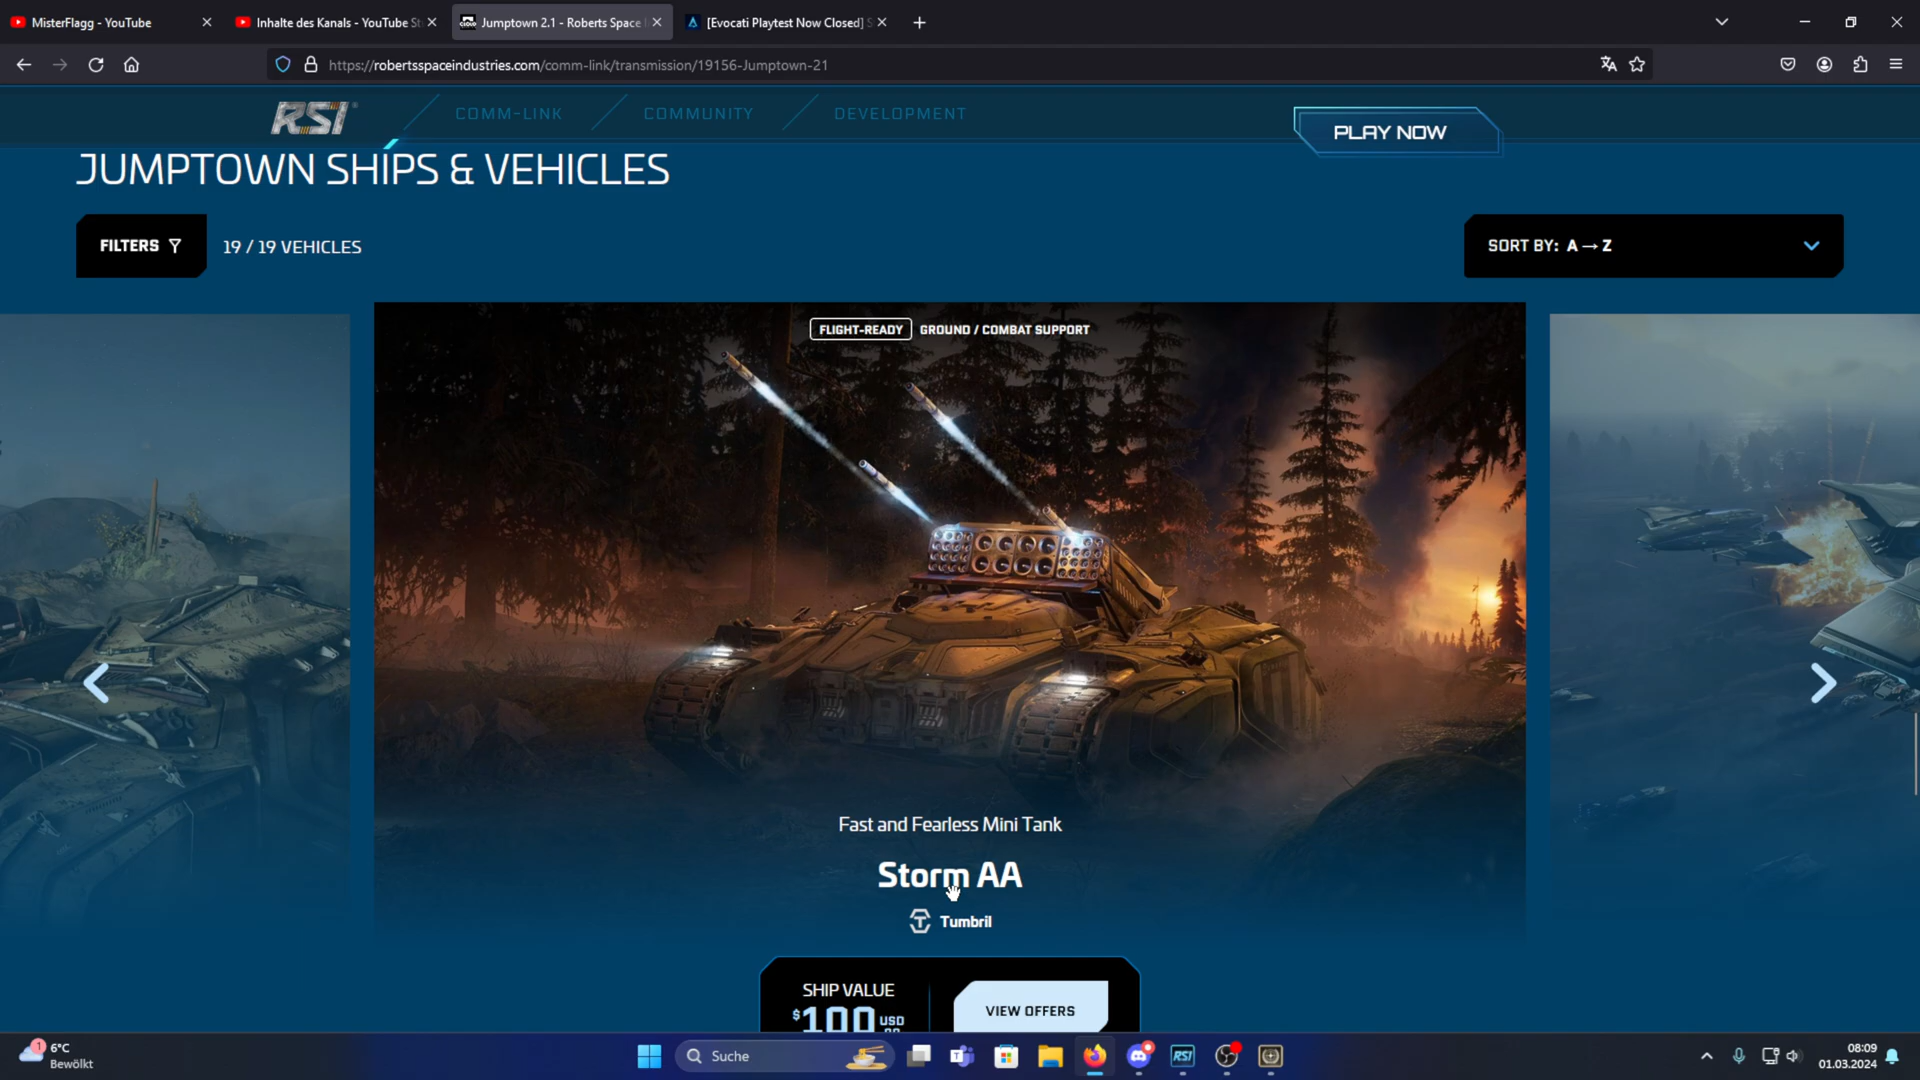 MisterFlagg - YouTube
Inhalte des Kanals - YouTube St
Jumptown 2.1 - Roberts Space
[Evocati Playtest Now Closed] S
https://robertsspaceindustries.com/comm-link/transmission/19156-Jumptown-21
RSI
COMM-LINK
COMMUNITY
DEVELOPMENT
PLAY NOW
JUMPTOWN SHIPS & VEHICLES
FILTERS
19 / 19 VEHICLES
SORT BY: A → Z
FLIGHT-READY GROUND / COMBAT SUPPORT
Fast and Fearless Mini Tank
Storm AA
Tumbril
SHIP VALUE
$100 USD
VIEW OFFERS
1
6°C
Bewölkt
Suche
RSI
08:09
01.03.2024